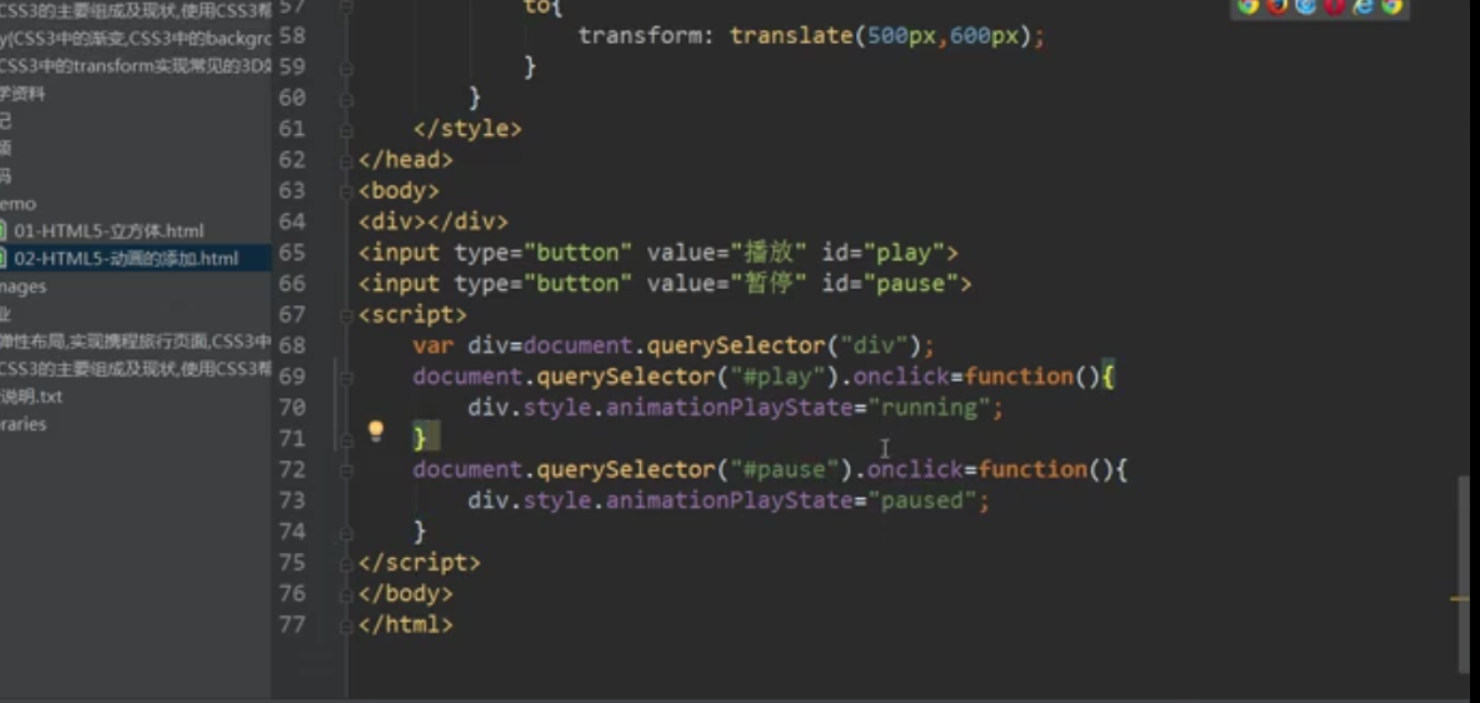 CSS3的主要组成及现状,使用CSS3帮
y(CSS3中的渐变,CSS3中的backgro
CSS3中的transform实现常见的3D效
学资料
记
频
码
emo
01-HTML5-立方体.html
02-HTML5-动画的添加.html
mages
业
弹性布局,实现携程旅行页面,CSS3中
CSS3的主要组成及现状,使用CSS3帮
说明.txt
raries
57 to{
58 transform: translate(500px,600px);
59 }
60 }
61 </style>
62 </head>
63 <body>
64 <div></div>
65 <input type="button" value="播放" id="play">
66 <input type="button" value="暂停" id="pause">
67 <script>
68 var div=document.querySelector("div");
69 document.querySelector("#play").onclick=function(){
70 div.style.animationPlayState="running";
71 }
72 document.querySelector("#pause").onclick=function(){
73 div.style.animationPlayState="paused";
74 }
75 </script>
76 </body>
77 </html>